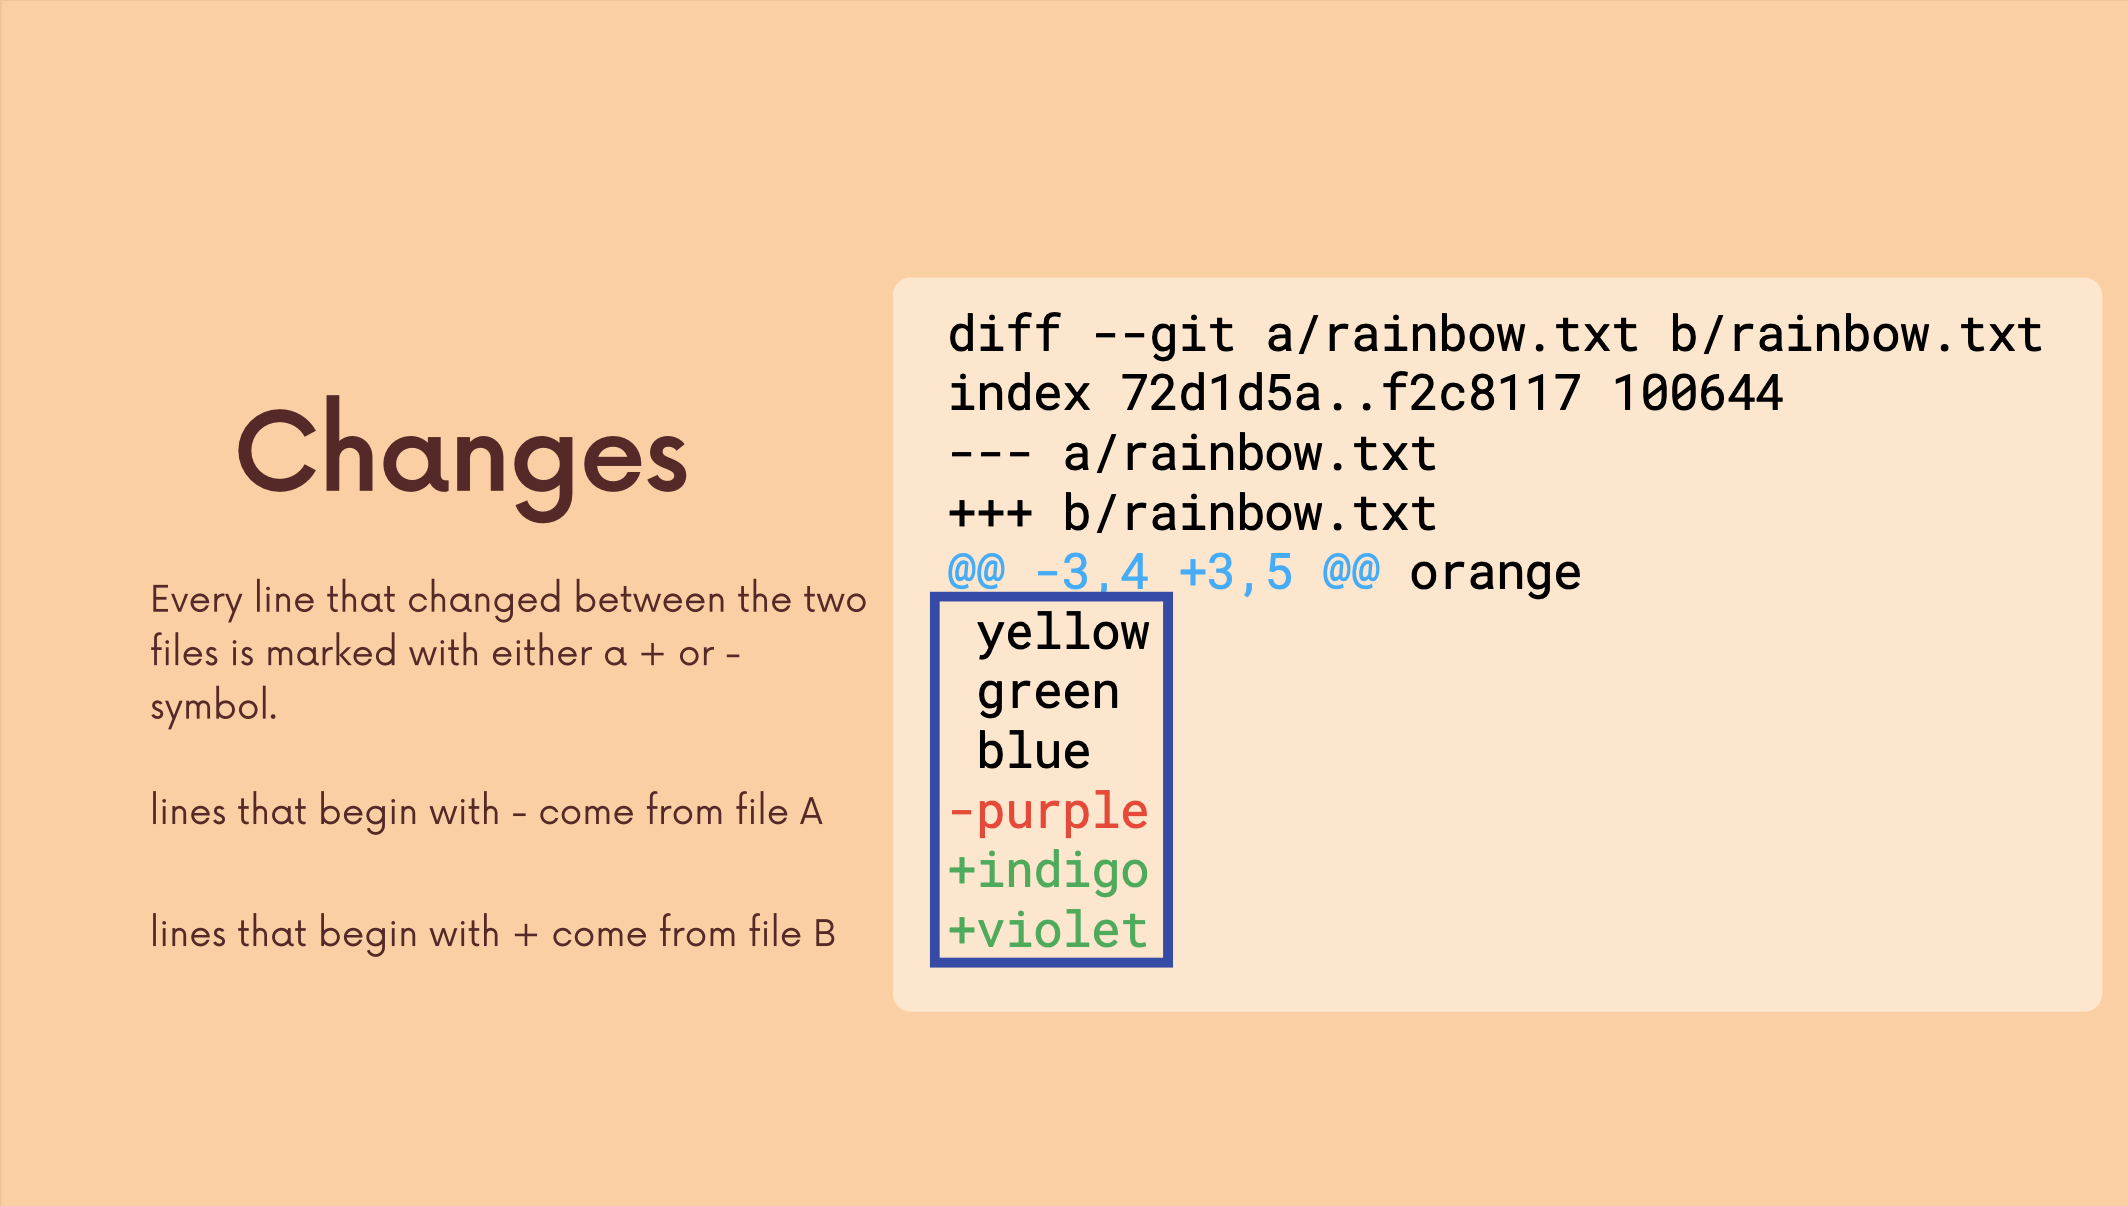 Changes
Every line that changed between the two
files is marked with either a + or -
symbol.
lines that begin with - come from file A
lines that begin with + come from file B
diff --git a/rainbow.txt b/rainbow.txt
index 72d1d5a..f2c8117 100644
--- a/rainbow.txt
+++ b/rainbow.txt
@@ -3,4 +3,5 @@ orange
 yellow
 green
 blue
-purple
+indigo
+violet